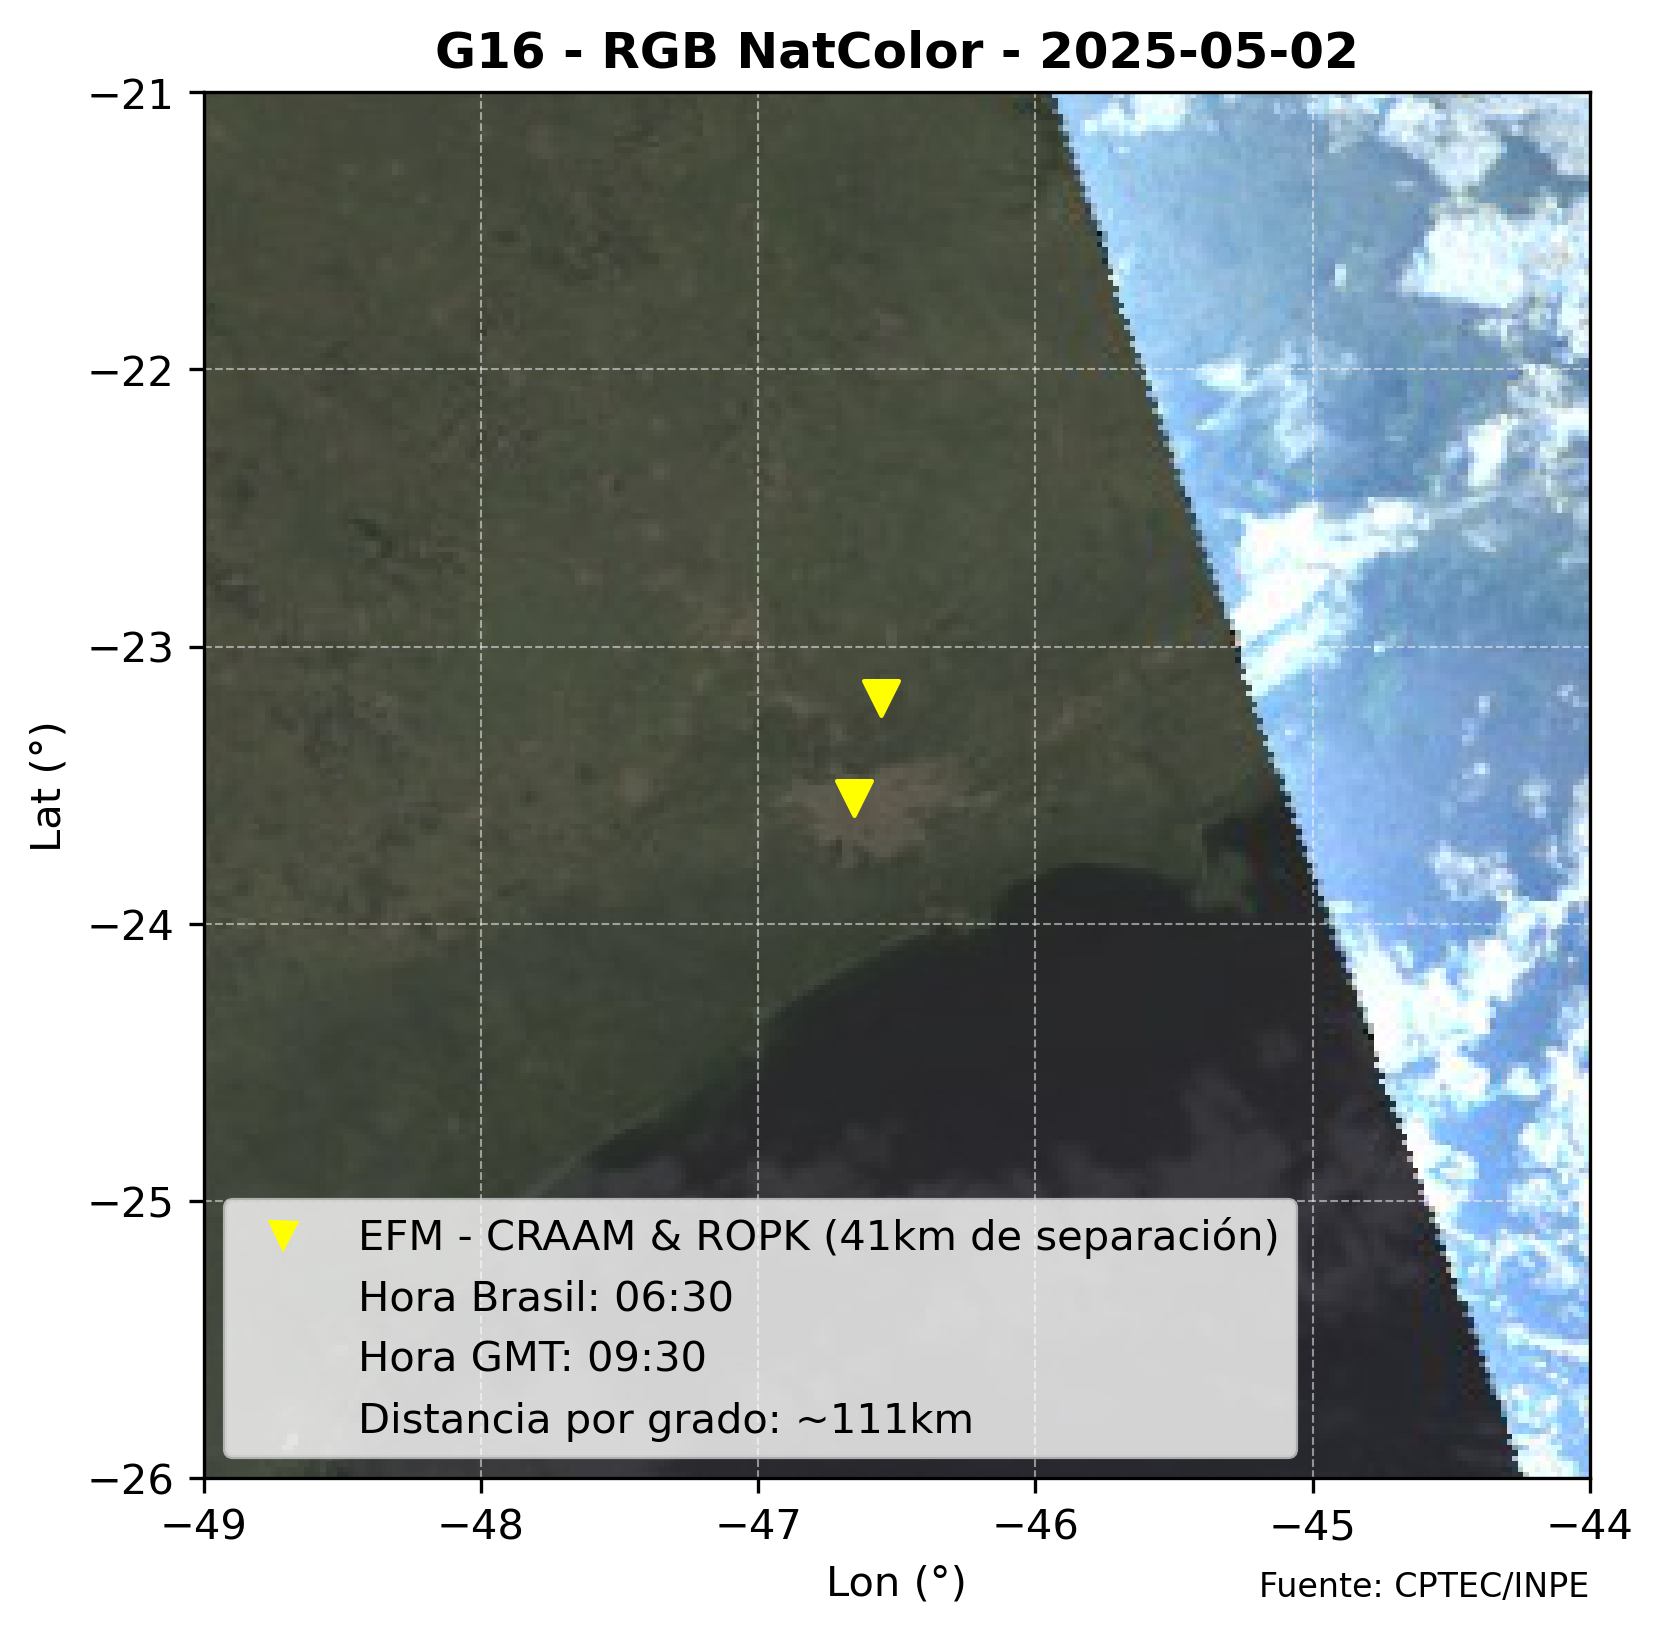 G16 - RGB NatColor - 2025-05-02
−21
−22
−23
−24
−25
−26
Lat (°)
EFM - CRAAM & ROPK (41km de separación)
Hora Brasil: 06:30
Hora GMT: 09:30
Distancia por grado: ~111km
−49 −48 −47 −46 −45 −44
Lon (°)
Fuente: CPTEC/INPE